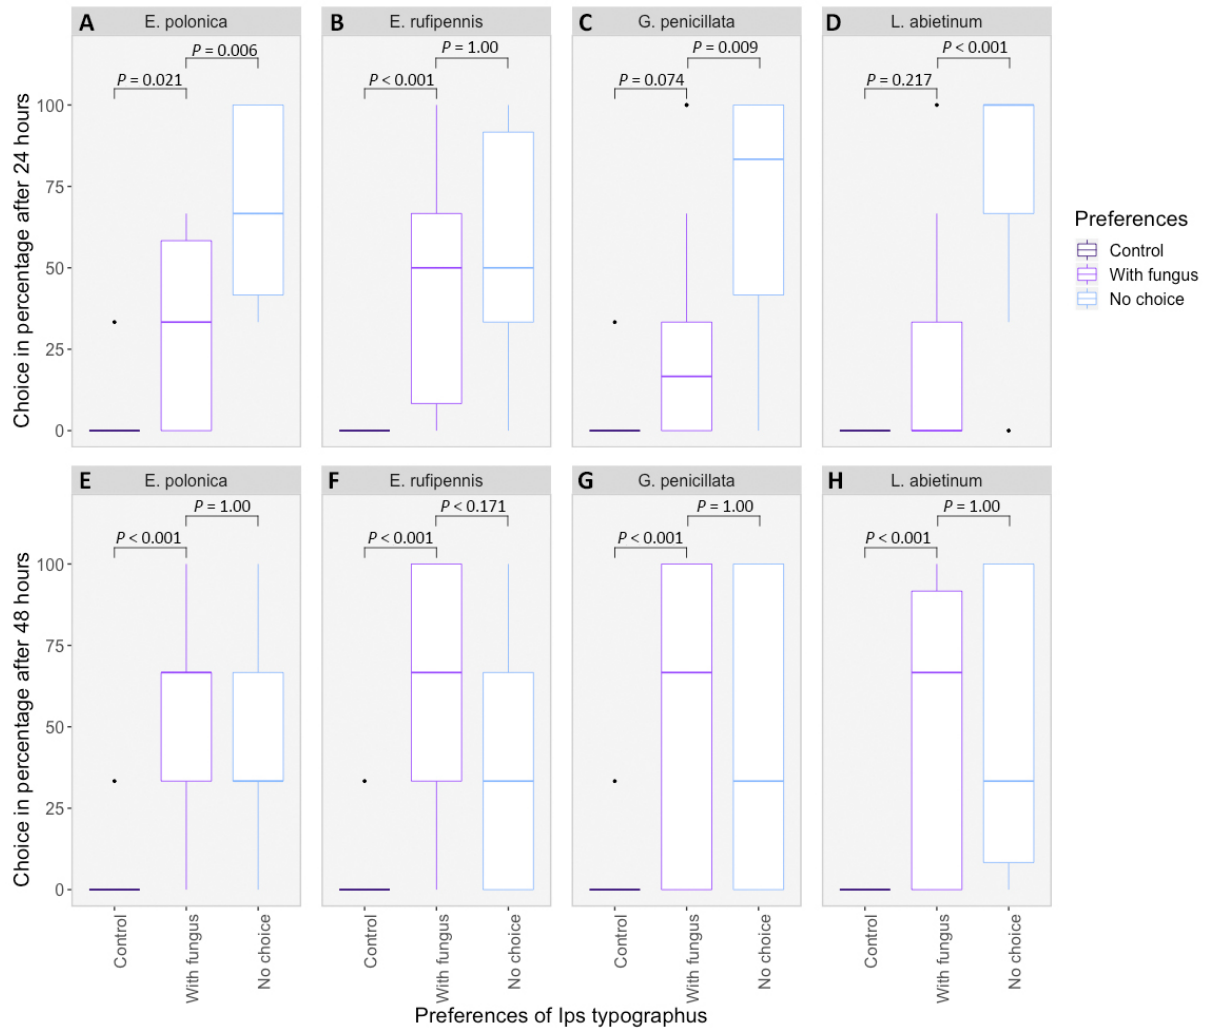 A E. polonica
B E. rufipennis
C G. penicillata
D L. abietinum
P = 0.006
P = 0.021
P = 1.00
P < 0.001
P = 0.009
P = 0.074
P < 0.001
P = 0.217
Choice in percentage after 24 hours
100
75
50
25
0
Preferences
Control
With fungus
No choice
E E. polonica
F E. rufipennis
G G. penicillata
H L. abietinum
P = 1.00
P < 0.001
P < 0.171
P < 0.001
P = 1.00
P < 0.001
P = 1.00
P < 0.001
Choice in percentage after 48 hours
100
75
50
25
0
Control
With fungus
No choice
Control
With fungus
No choice
Control
With fungus
No choice
Control
With fungus
No choice
Preferences of Ips typographus